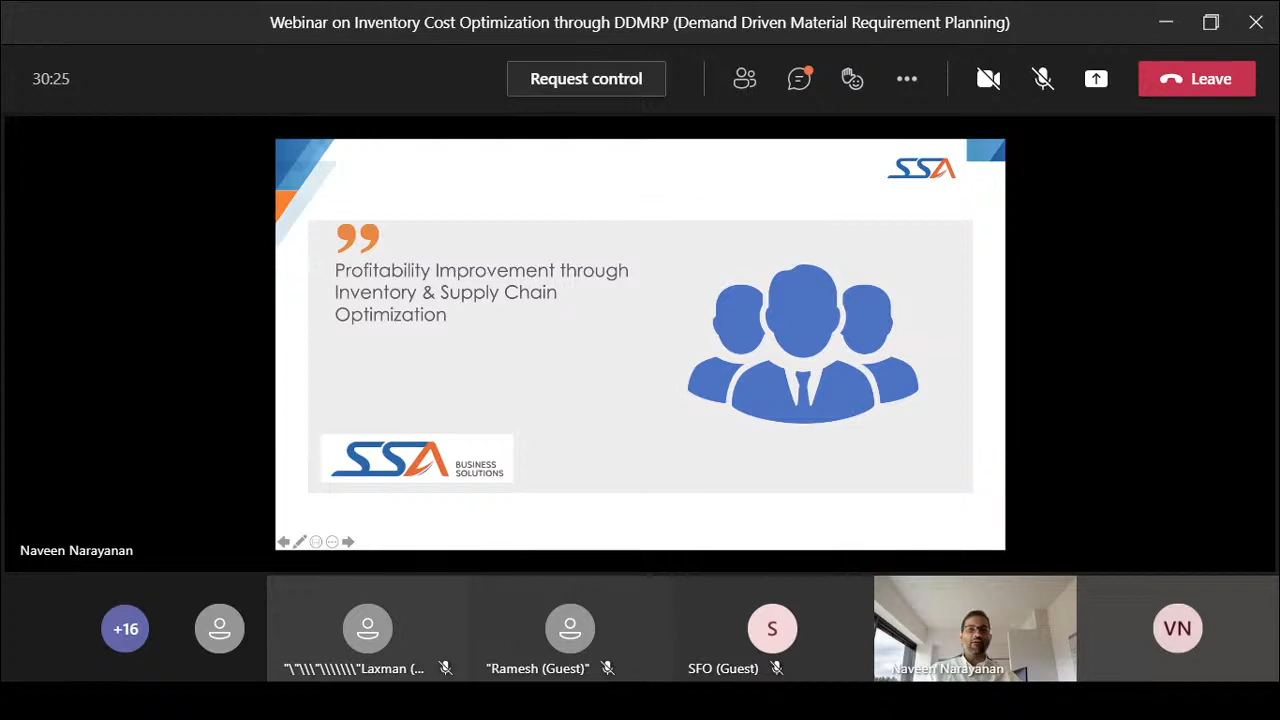 Webinar on Inventory Cost Optimization through DDMRP (Demand Driven Material Requirement Planning)
30:25
Request control
Leave
SSA
Profitability Improvement through
Inventory & Supply Chain
Optimization
SSA BUSINESS
SOLUTIONS
Naveen Narayanan
+16
"\"\\\"\\\\\\\"Laxman (...
"Ramesh (Guest)"
S
SFO (Guest)
Naveen Narayanan
VN